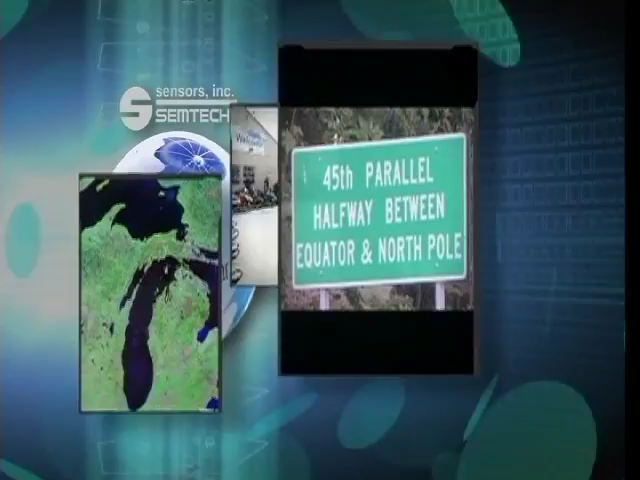 sensors, inc.
SEMTECH
45th PARALLEL
HALFWAY BETWEEN
EQUATOR & NORTH POLE